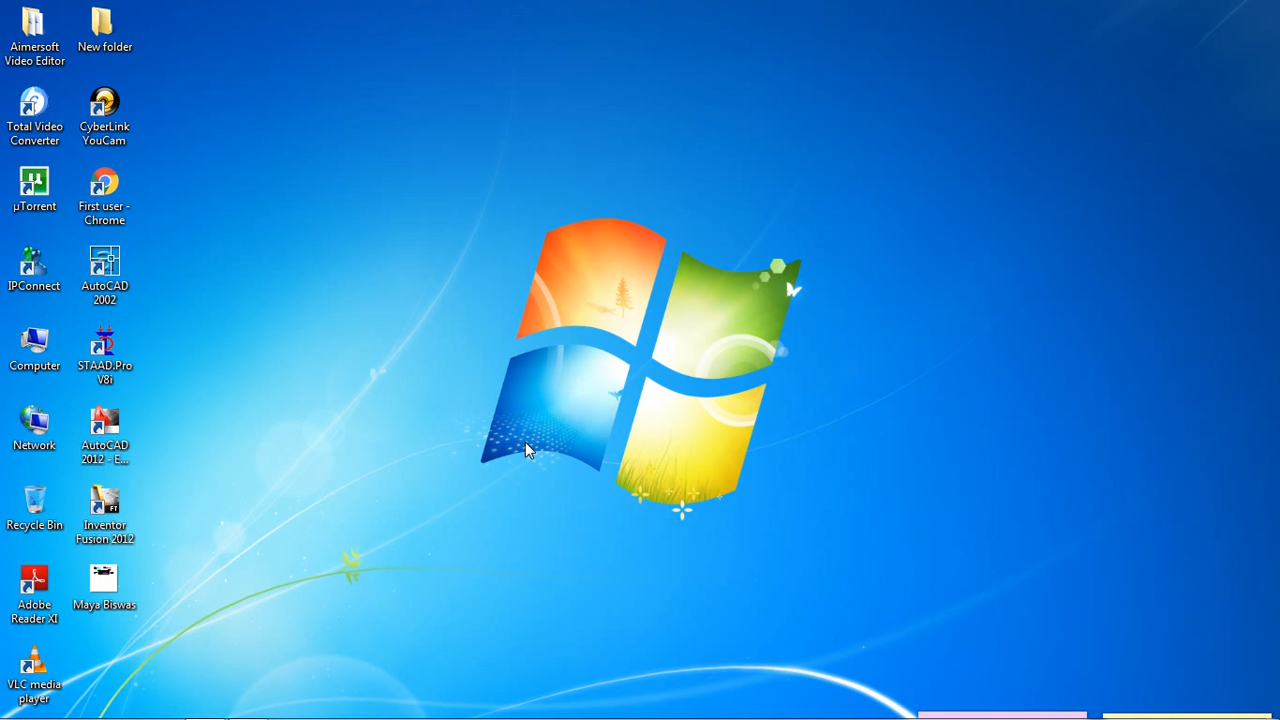 Aimersoft
Video Editor
New folder
Total Video
Converter
CyberLink
YouCam
µTorrent
First user -
Chrome
IPConnect
AutoCAD
2002
Computer
STAAD.Pro
V8i
Network
AutoCAD
2012 - E...
Recycle Bin
Inventor
Fusion 2012
FT
Adobe
Reader XI
Maya Biswas
VLC media
player